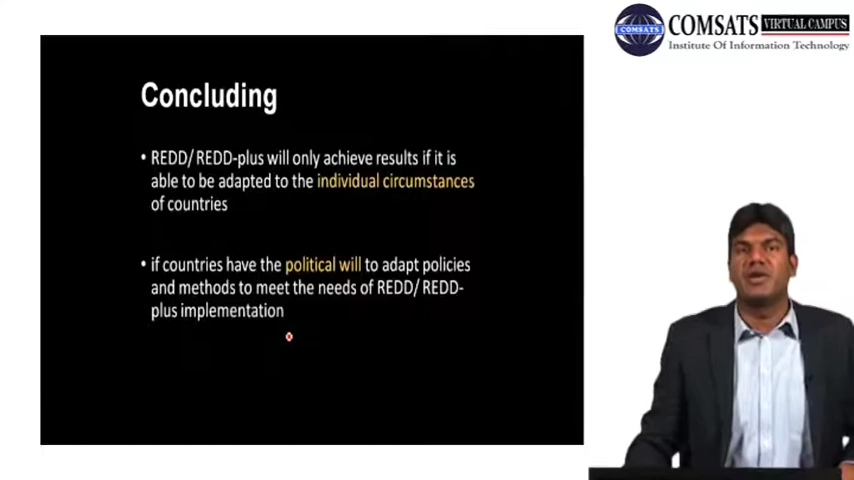 COMSATS
COMSATS VIRTUAL CAMPUS
Institute Of Information Technology
Concluding
• REDD/ REDD-plus will only achieve results if it is
able to be adapted to the individual circumstances
of countries
• if countries have the political will to adapt policies
and methods to meet the needs of REDD/ REDD-
plus implementation